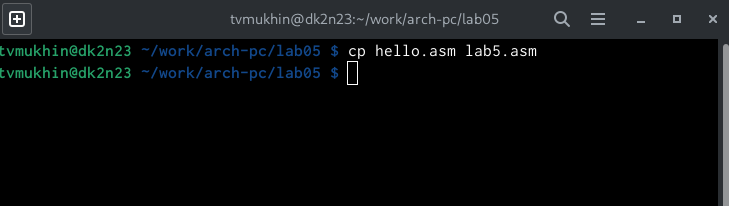 tvmukhin@dk2n23:~/work/arch-pc/lab05
tvmukhin@dk2n23 ~/work/arch-pc/lab05 $ cp hello.asm lab5.asm
tvmukhin@dk2n23 ~/work/arch-pc/lab05 $